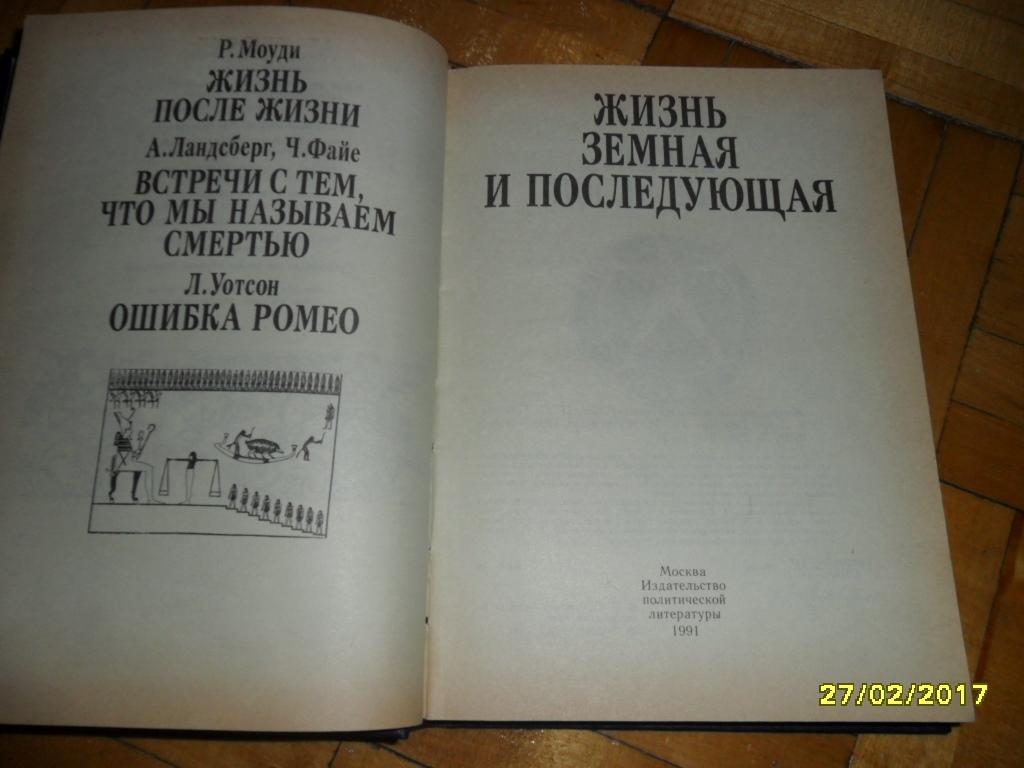 Р. Моуди
ЖИЗНЬ
ПОСЛЕ ЖИЗНИ
А. Ландсберг, Ч. Файе
ВСТРЕЧИ С ТЕМ,
ЧТО МЫ НАЗЫВАЕМ
СМЕРТЬЮ
Л. Уотсон
ОШИБКА РОМЕО
ЖИЗНЬ
ЗЕМНАЯ
И ПОСЛЕДУЮЩАЯ
Москва
Издательство
политической
литературы
1991
27/02/2017